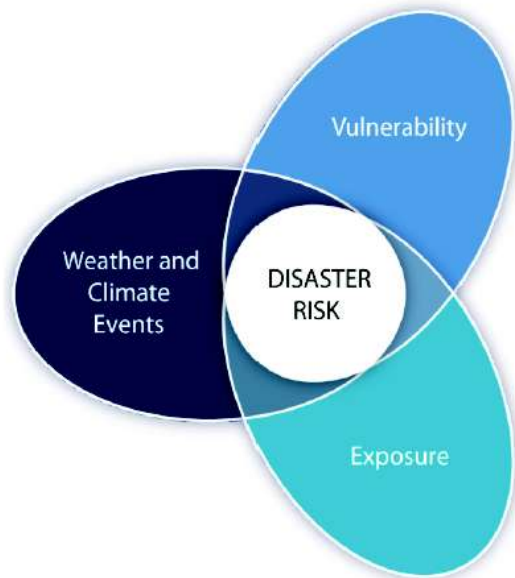 Vulnerability
Weather and
Climate
Events
DISASTER
RISK
Exposure